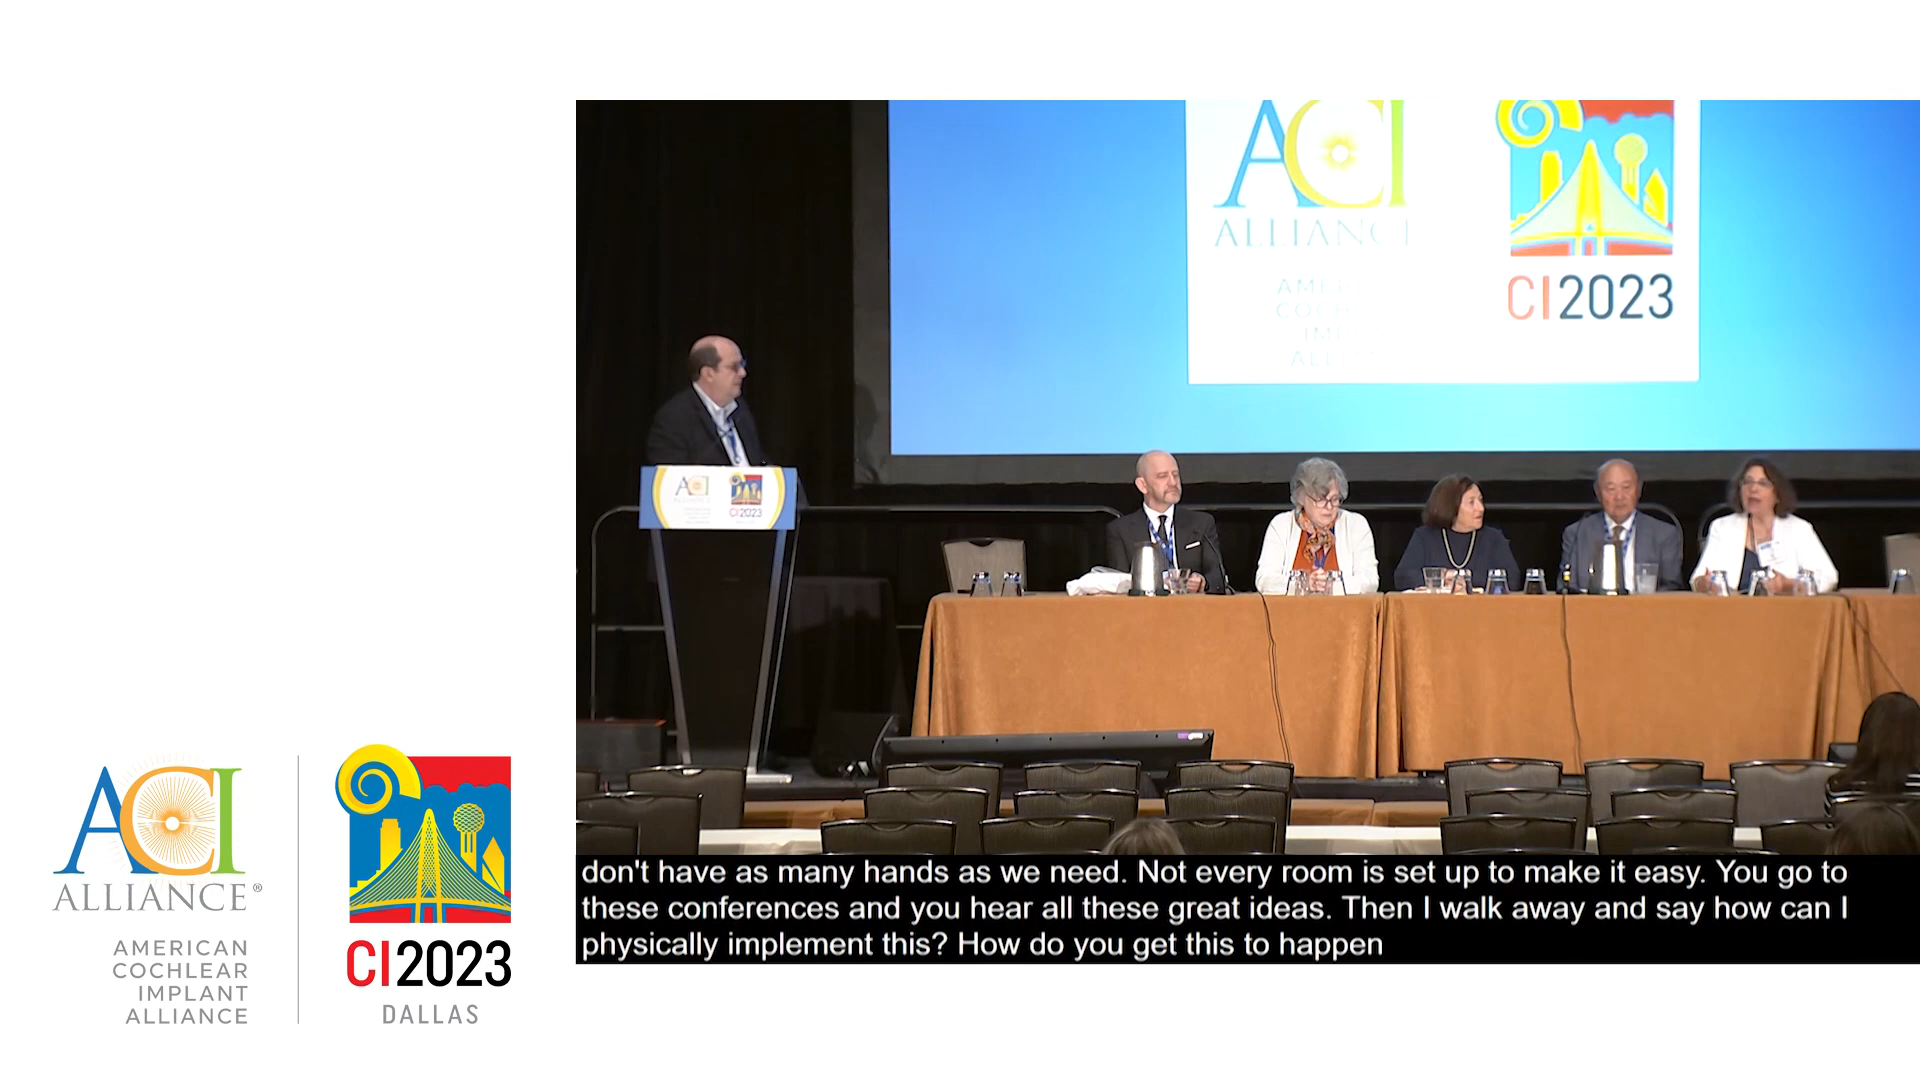 ACI
ALLIANCE
CI2023
ACI
CI2023
don't have as many hands as we need. Not every room is set up to make it easy. You go to
these conferences and you hear all these great ideas. Then I walk away and say how can I
physically implement this? How do you get this to happen
ACI
ALLIANCE®
AMERICAN
COCHLEAR
IMPLANT
ALLIANCE
CI2023
DALLAS